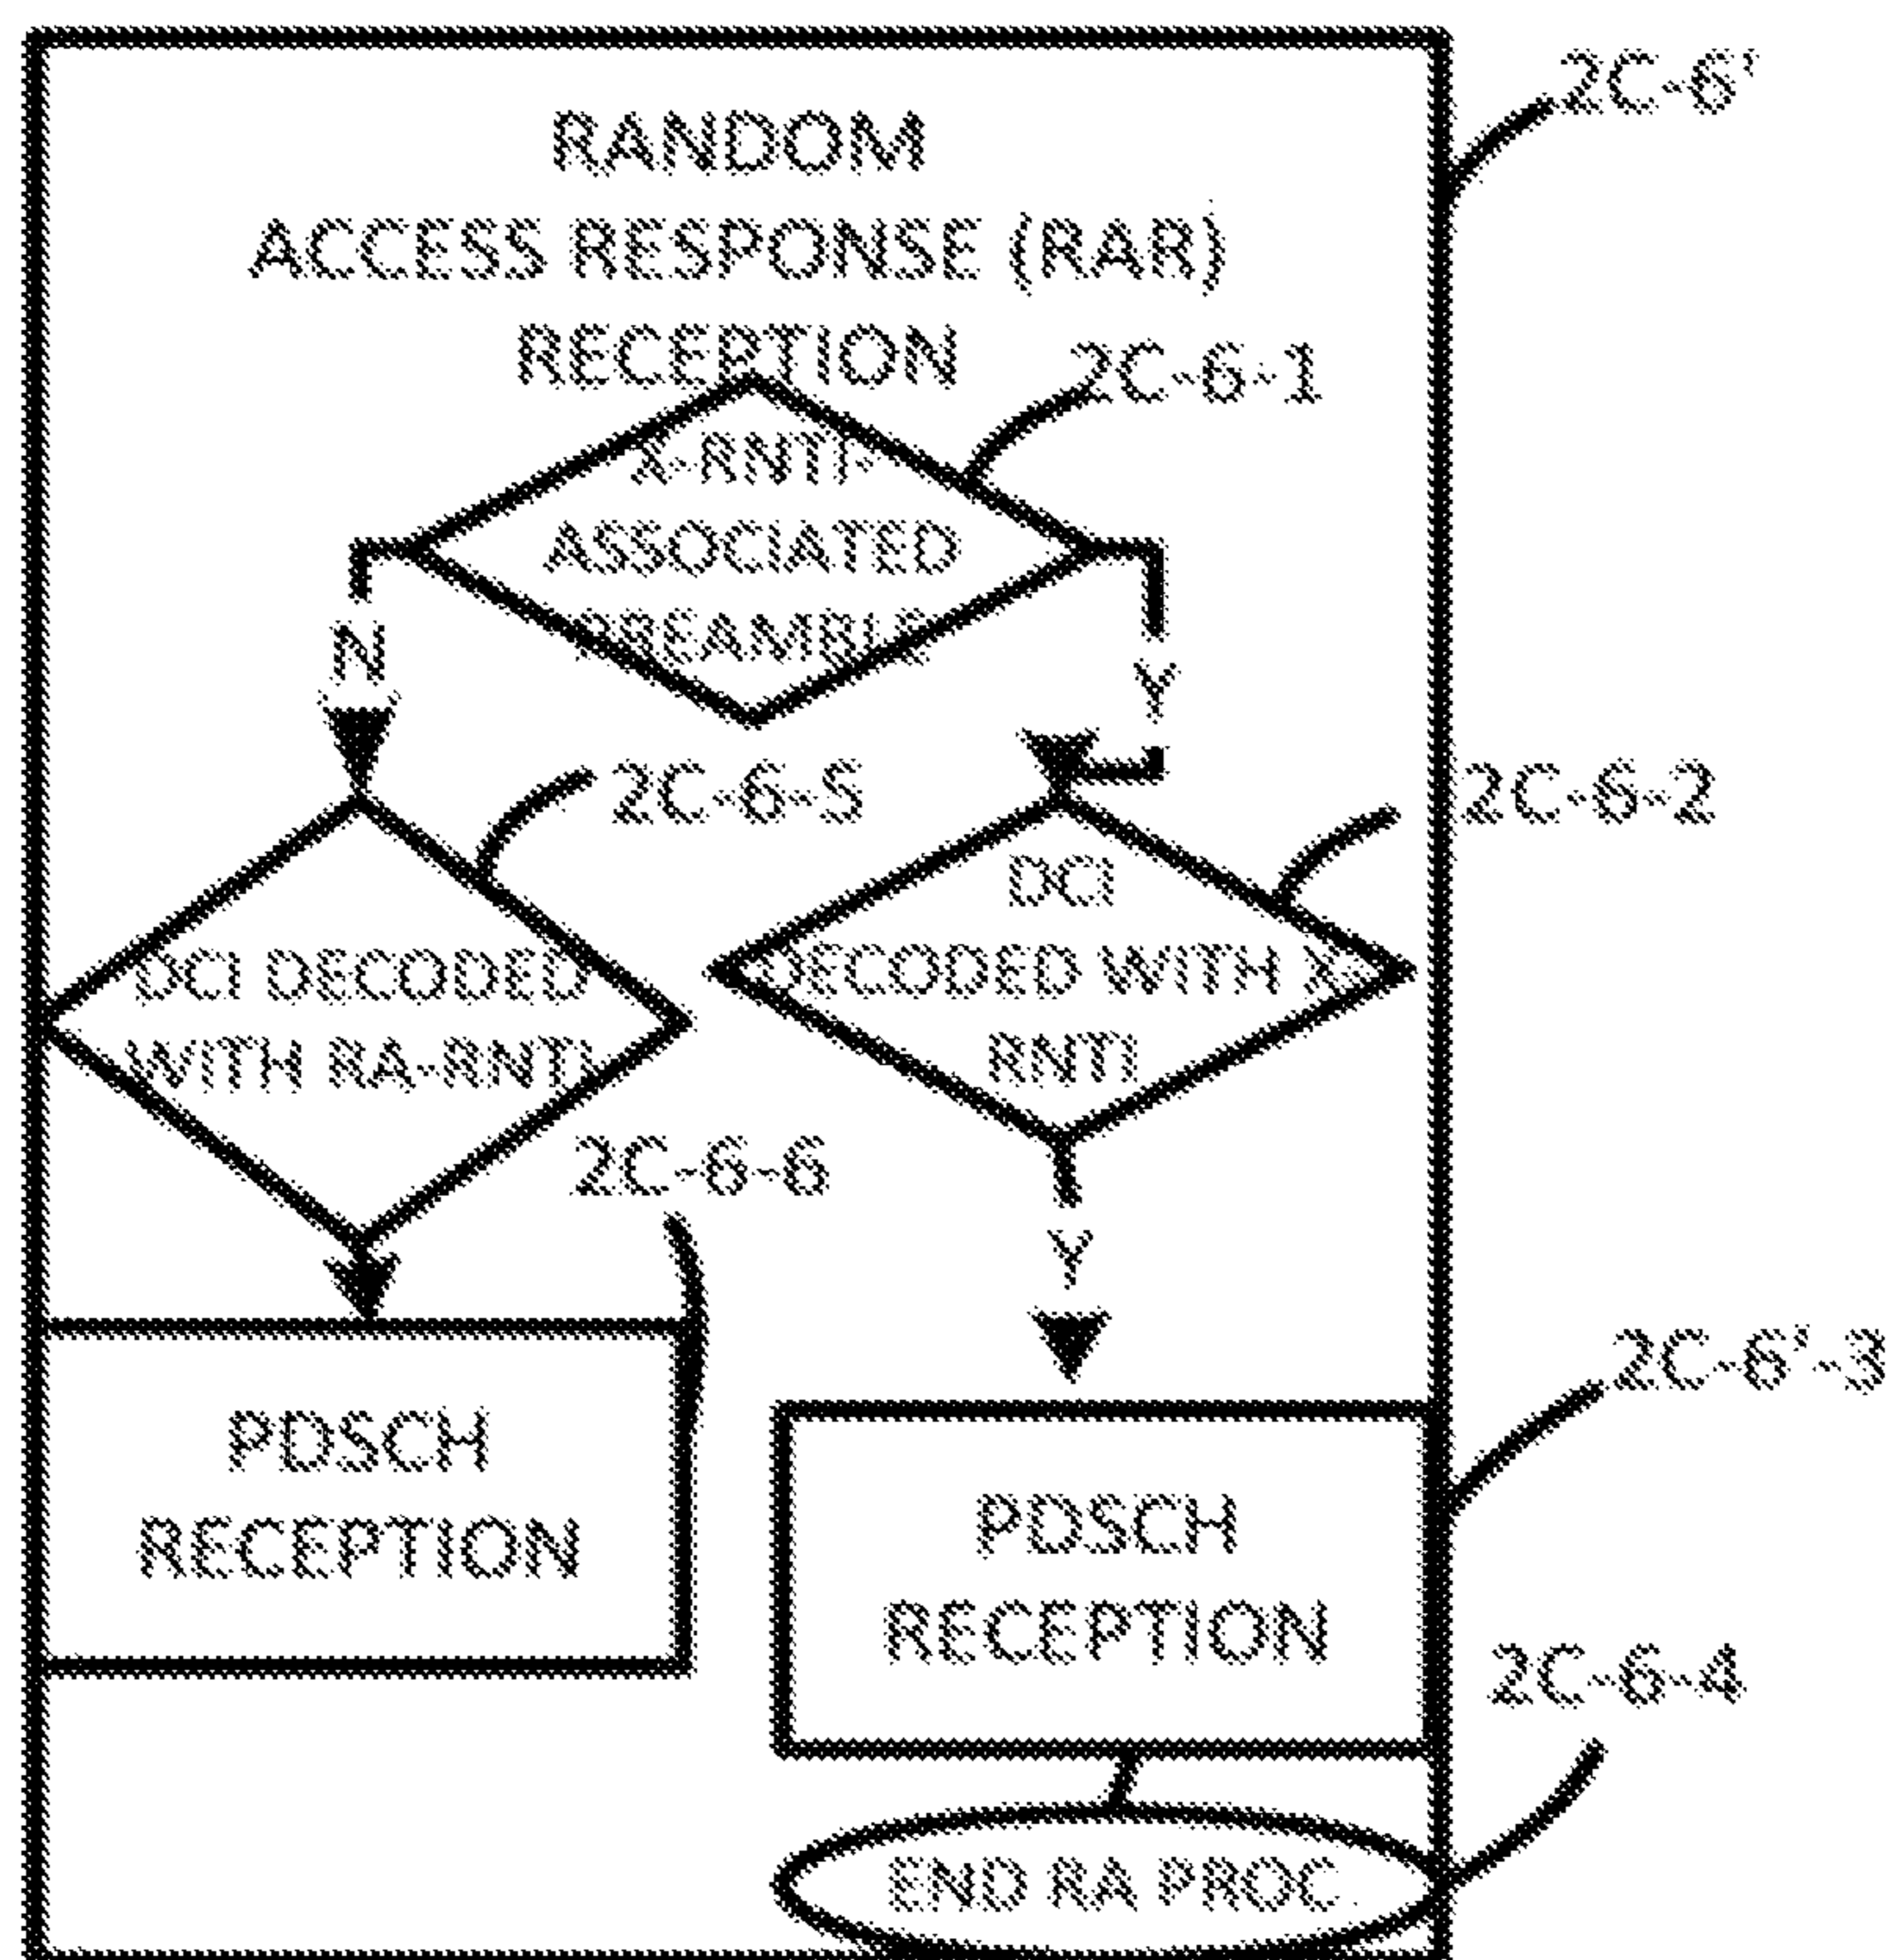 2C-6'
RANDOM
ACCESS RESPONSE (RAR)
RECEPTION
2C-6-1
X-RNTI
ASSOCIATED
PREAMBLE
N
Y
2C-6-5
2C-6-2
DCI
DECODED WITH X-
RNTI
DCI DECODED
WITH RA-RNTI
2C-6-6
Y
2C-6'-3
PDSCH
RECEPTION
PDSCH
RECEPTION
2C-6-4
END RA PROC.